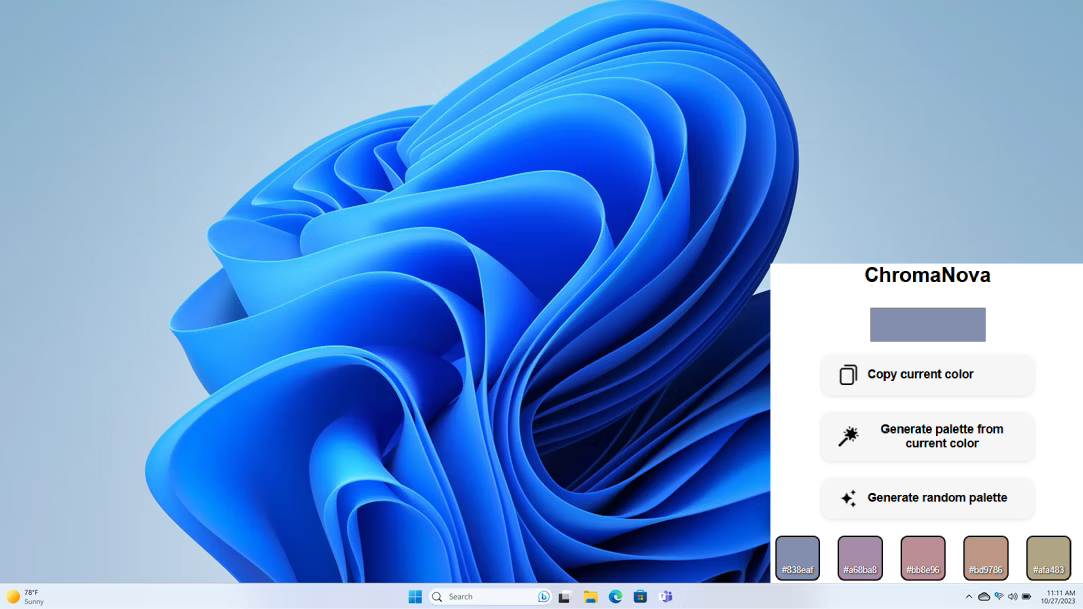 ChromaNova
Copy current color
Generate palette from
current color
Generate random palette
#838eaf
#a68ba8
#bb8e96
#bd9786
#afa483
78°F
Sunny
Search
11:11 AM
10/27/2023